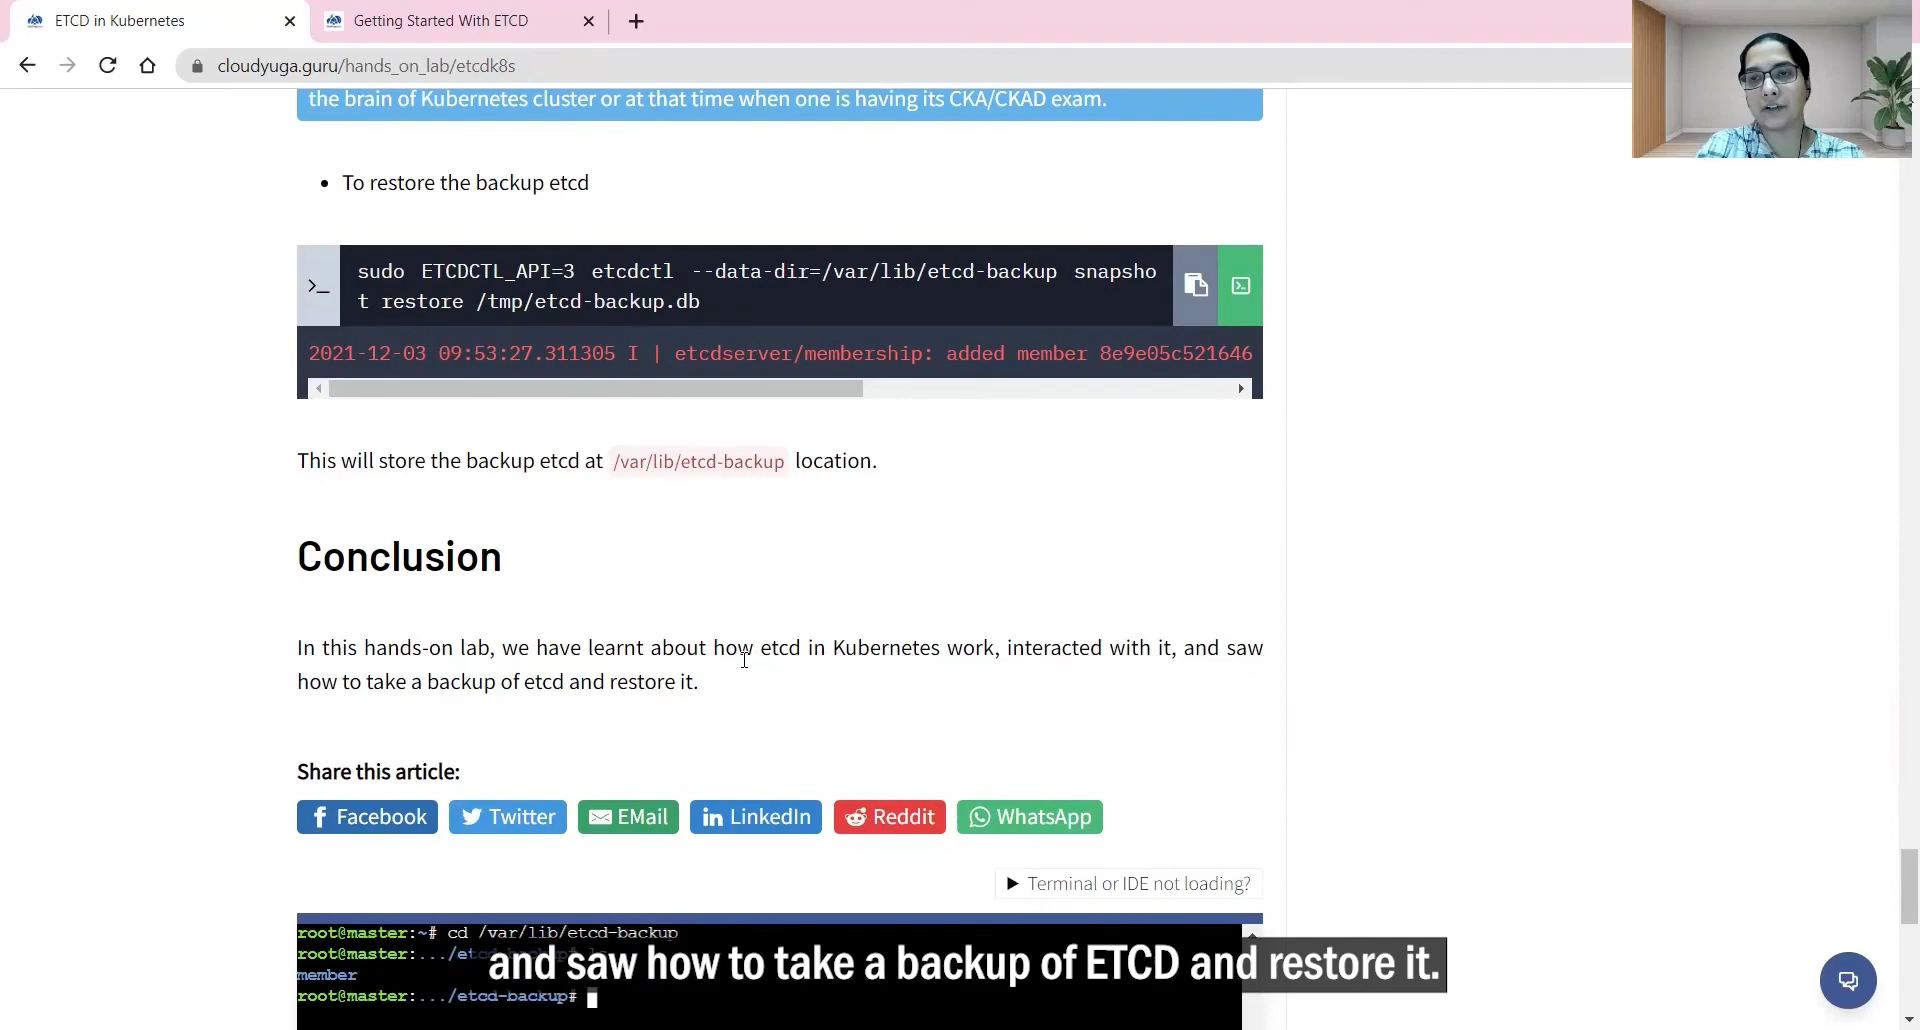 ETCD in Kubernetes
Getting Started With ETCD
cloudyuga.guru/hands_on_lab/etcdk8s
the brain of Kubernetes cluster or at that time when one is having its CKA/CKAD exam.
To restore the backup etcd
sudo ETCDCTL_API=3 etcdctl --data-dir=/var/lib/etcd-backup snapsho
t restore /tmp/etcd-backup.db
2021-12-03 09:53:27.311305 I | etcdserver/membership: added member 8e9e05c521646
This will store the backup etcd at /var/lib/etcd-backup location.
Conclusion
In this hands-on lab, we have learnt about how etcd in Kubernetes work, interacted with it, and saw
how to take a backup of etcd and restore it.
Share this article:
Facebook Twitter EMail LinkedIn Reddit WhatsApp
Terminal or IDE not loading?
root@master:~# cd /var/lib/etcd-backup
root@master:.../etcd-backup# ls
member
root@master:.../etcd-backup#
and saw how to take a backup of ETCD and restore it.